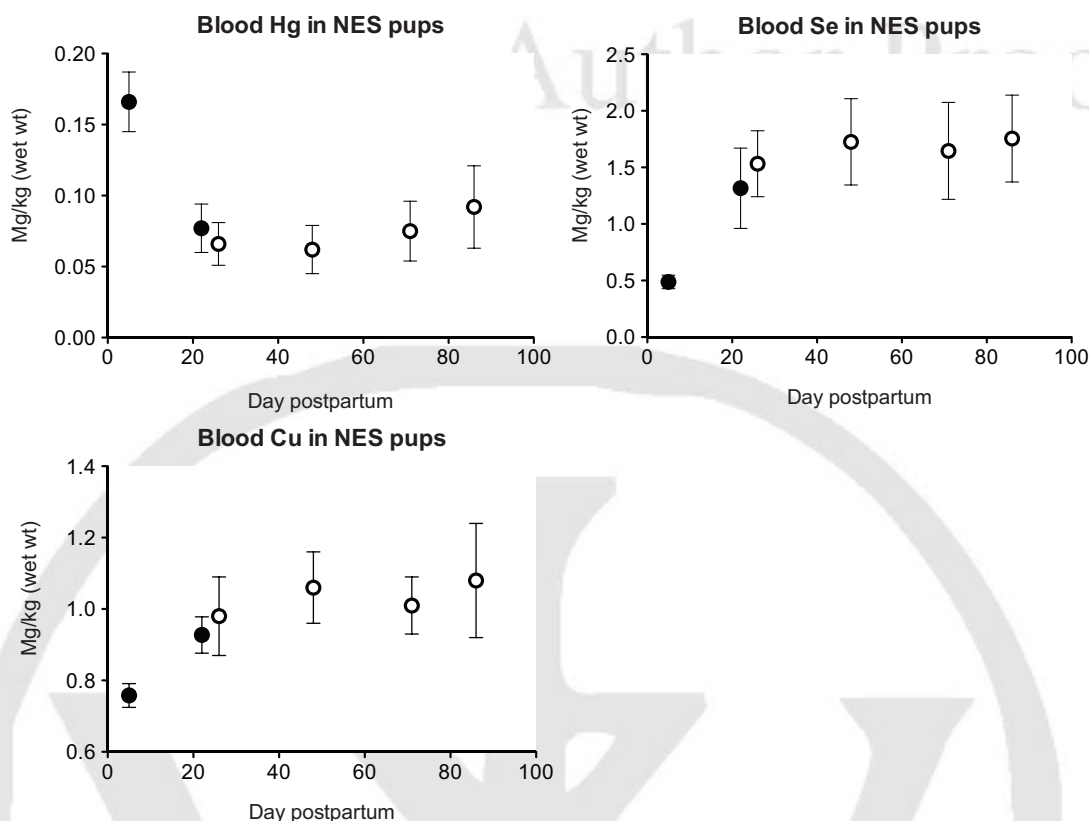 Blood Hg in NES pups
0.20
0.15
0.10
0.05
0.00
Mg/kg (wet wt)
0 20 40 60 80 100
Day postpartum
Blood Se in NES pups
2.5
2.0
1.5
1.0
0.5
0.0
Mg/kg (wet wt)
0 20 40 60 80 100
Day postpartum
Blood Cu in NES pups
1.4
1.2
1.0
0.8
0.6
Mg/kg (wet wt)
0 20 40 60 80 100
Day postpartum